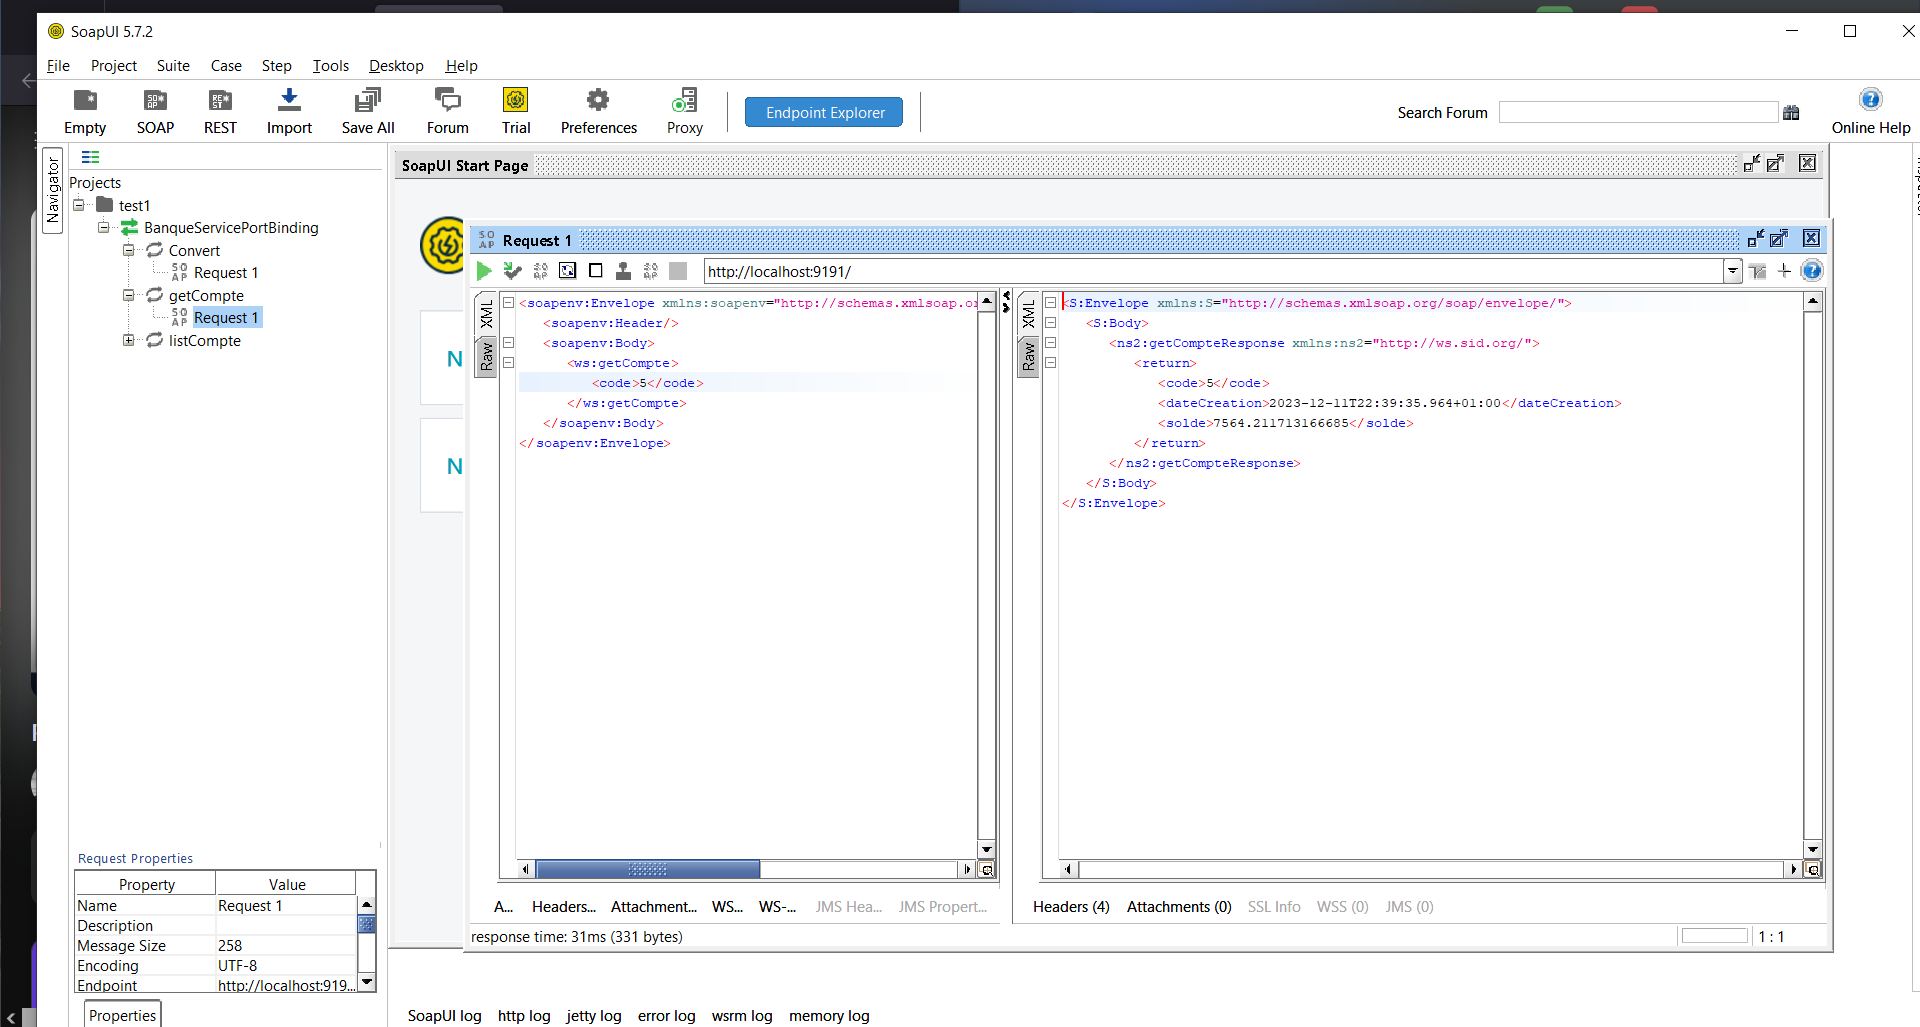 SoapUI 5.7.2
File Project Suite Case Step Tools Desktop Help
Empty SOAP REST Import Save All Forum Trial Preferences Proxy Endpoint Explorer Search Forum Online Help
Navigator
Projects
test1
BanqueServicePortBinding
Convert
Request 1
getCompte
Request 1
listCompte
SoapUI Start Page
N
N
Request 1
http://localhost:9191/
XML
Raw
<soapenv:Envelope xmlns:soapenv="http://schemas.xmlsoap.or
<soapenv:Header/>
<soapenv:Body>
<ws:getCompte>
<code>5</code>
</ws:getCompte>
</soapenv:Body>
</soapenv:Envelope>
XML
Raw
<S:Envelope xmlns:S="http://schemas.xmlsoap.org/soap/envelope/">
<S:Body>
<ns2:getCompteResponse xmlns:ns2="http://ws.sid.org/">
<return>
<code>5</code>
<dateCreation>2023-12-11T22:39:35.964+01:00</dateCreation>
<solde>7564.211713166685</solde>
</return>
</ns2:getCompteResponse>
</S:Body>
</S:Envelope>
A... Headers... Attachment... WS... WS-... JMS Hea... JMS Propert...
Headers (4) Attachments (0) SSL Info WSS (0) JMS (0)
response time: 31ms (331 bytes)
1 : 1
Request Properties
Property Value
Name Request 1
Description
Message Size 258
Encoding UTF-8
Endpoint http://localhost:919...
Properties
SoapUI log http log jetty log error log wsrm log memory log